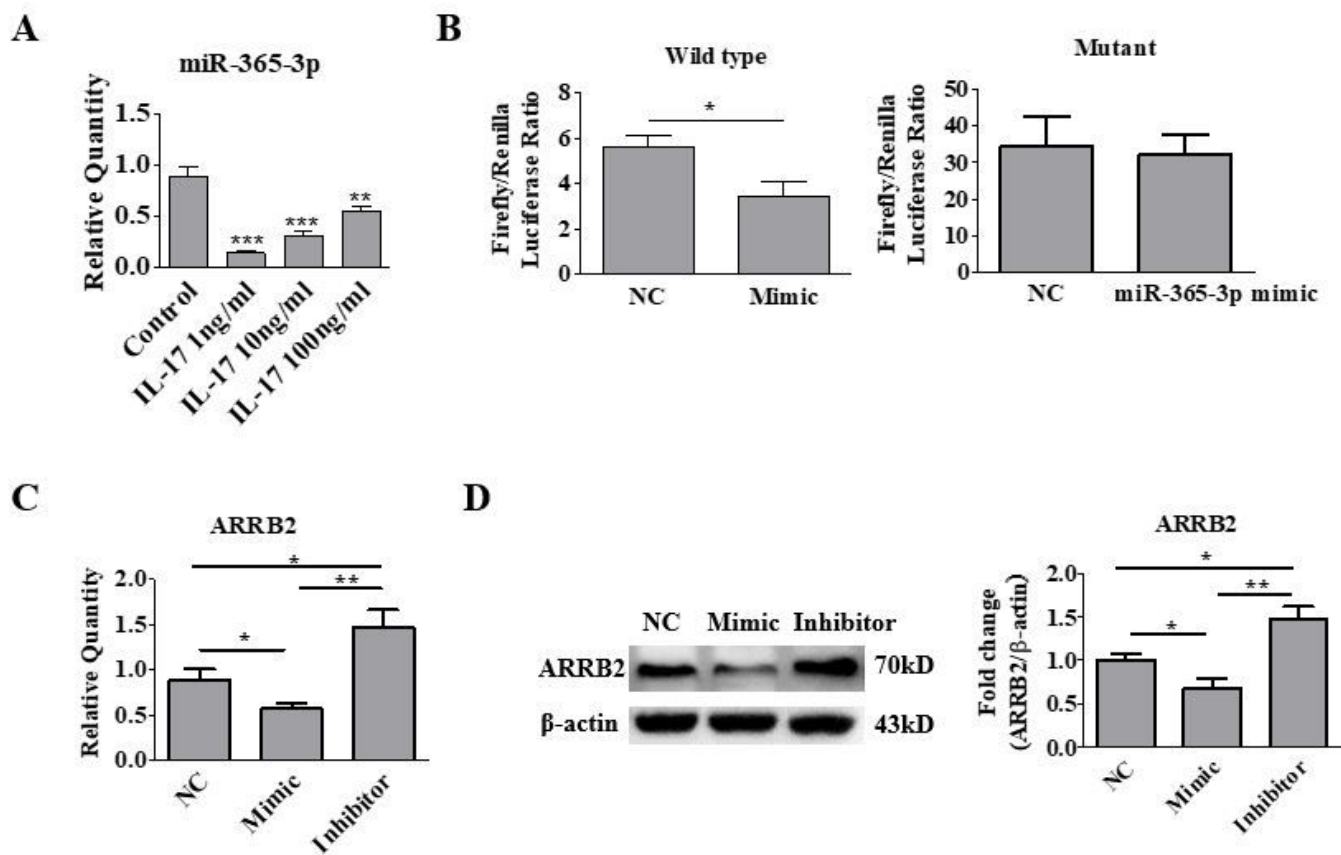 A
miR-365-3p
Relative Quantity
1.5
1.0
0.5
0.0
***
***
**
Control
IL-17 1ng/ml
IL-17 10ng/ml
IL-17 100ng/ml
B
Wild type
Firefly/Renilla
Luciferase Ratio
8
6
4
2
0
*
NC
Mimic
Mutant
Firefly/Renilla
Luciferase Ratio
50
40
30
20
10
0
NC
miR-365-3p mimic
C
ARRB2
Relative Quantity
2.0
1.5
1.0
0.5
0.0
*
**
*
NC
Mimic
Inhibitor
D
NC Mimic Inhibitor
ARRB2 70kD
β-actin 43kD
ARRB2
Fold change
(ARRB2/β-actin)
2.0
1.5
1.0
0.5
0.0
*
**
*
NC
Mimic
Inhibitor